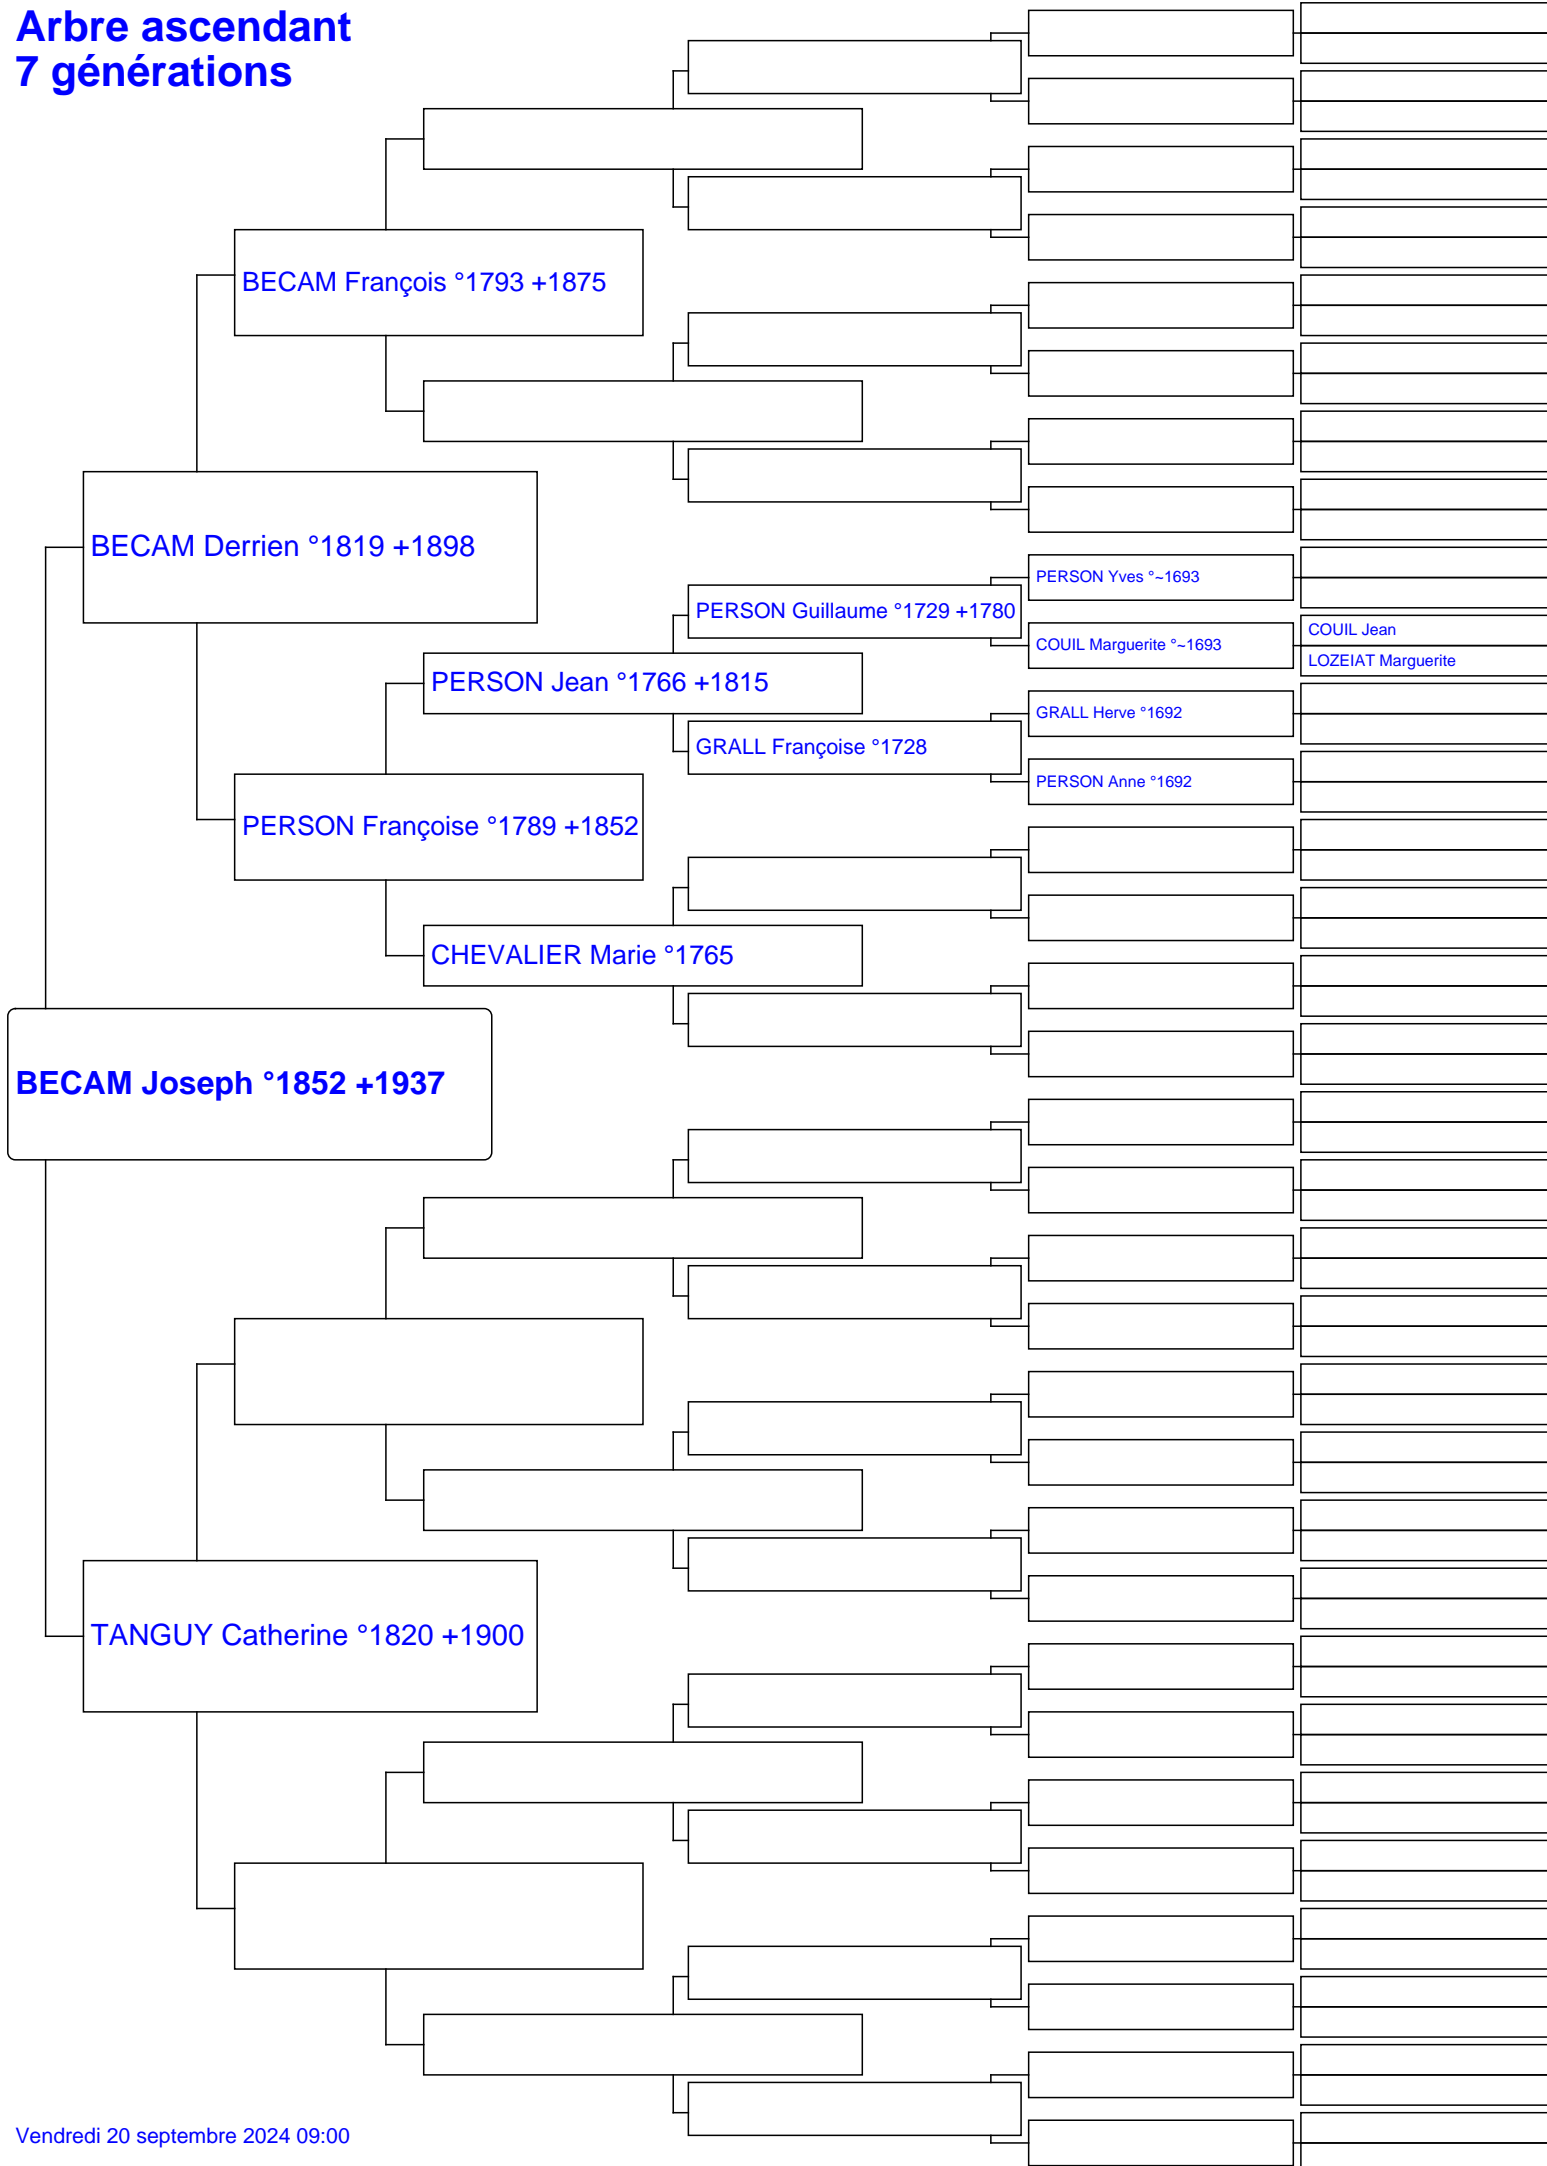 Arbre ascendant
7 générations
BECAM François °1793 +1875
BECAM Derrien °1819 +1898
PERSON Yves °~1693
PERSON Guillaume °1729 +1780
COUIL Marguerite °~1693
COUIL Jean
LOZEIAT Marguerite
PERSON Jean °1766 +1815
GRALL Herve °1692
GRALL Françoise °1728
PERSON Anne °1692
PERSON Françoise °1789 +1852
CHEVALIER Marie °1765
BECAM Joseph °1852 +1937
TANGUY Catherine °1820 +1900
Vendredi 20 septembre 2024 09:00